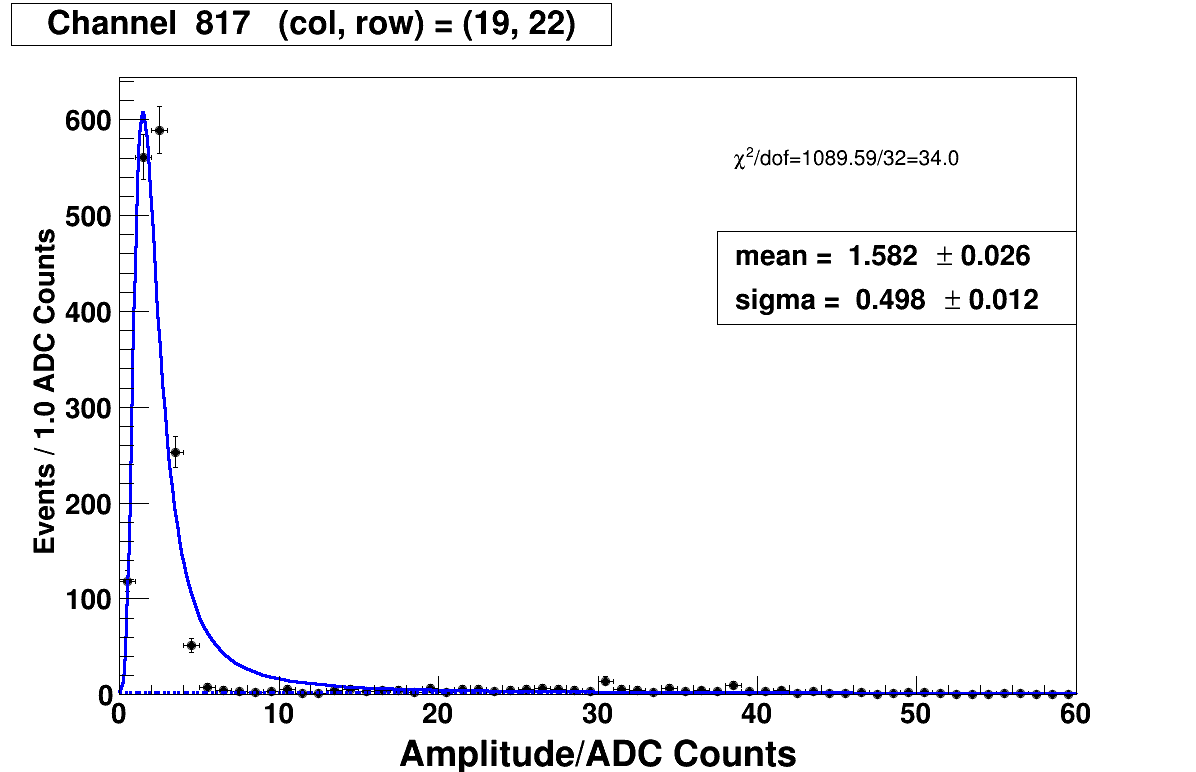 Channel 817 (col, row) = (19, 22)
χ²/dof=1089.59/32=34.0
mean = 1.582 ± 0.026
sigma = 0.498 ± 0.012
Events / 1.0 ADC Counts
600
500
400
300
200
100
0
0 10 20 30 40 50 60
Amplitude/ADC Counts